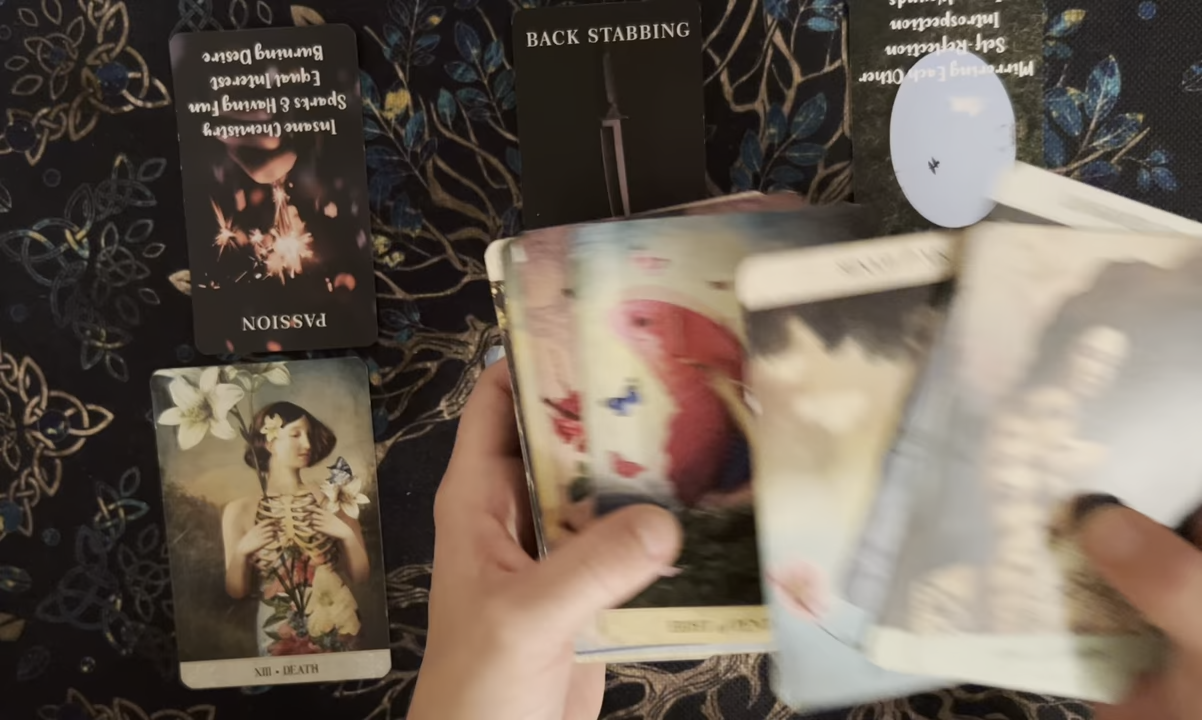 PASSION
Insane Chemistry
Sparks & Having Fun
Equal Interest
Burning Desire
BACK STABBING
Mirroring Each Other
Self-Reflection
Introspection
XIII • DEATH